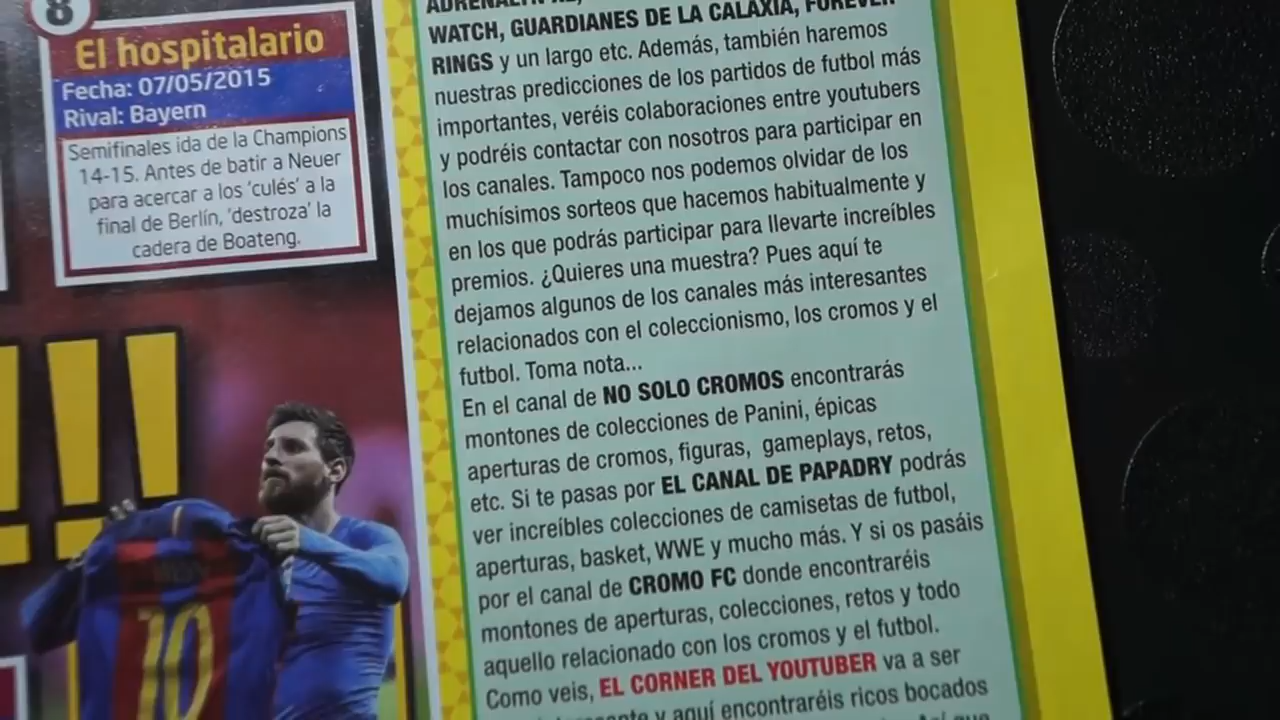 8
El hospitalario
Fecha: 07/05/2015
Rival: Bayern
Semifinales ida de la Champions
14-15. Antes de batir a Neuer
para acercar a los 'culés' a la
final de Berlín, 'destroza' la
cadera de Boateng.
!!
10
WATCH, GUARDIANES DE LA CALAXIA, FOREVER
RINGS y un largo etc. Además, también haremos
nuestras predicciones de los partidos de futbol más
importantes, veréis colaboraciones entre youtubers
y podréis contactar con nosotros para participar en
los canales. Tampoco nos podemos olvidar de los
muchísimos sorteos que hacemos habitualmente y
en los que podrás participar para llevarte increíbles
premios. ¿Quieres una muestra? Pues aquí te
dejamos algunos de los canales más interesantes
relacionados con el coleccionismo, los cromos y el
futbol. Toma nota...
En el canal de NO SOLO CROMOS encontrarás
montones de colecciones de Panini, épicas
aperturas de cromos, figuras, gameplays, retos,
etc. Si te pasas por EL CANAL DE PAPADRY podrás
ver increíbles colecciones de camisetas de futbol,
aperturas, basket, WWE y mucho más. Y si os pasáis
por el canal de CROMO FC donde encontraréis
montones de aperturas, colecciones, retos y todo
aquello relacionado con los cromos y el futbol.
Como veis, EL CORNER DEL YOUTUBER va a ser
y aquí encontraréis ricos bocados